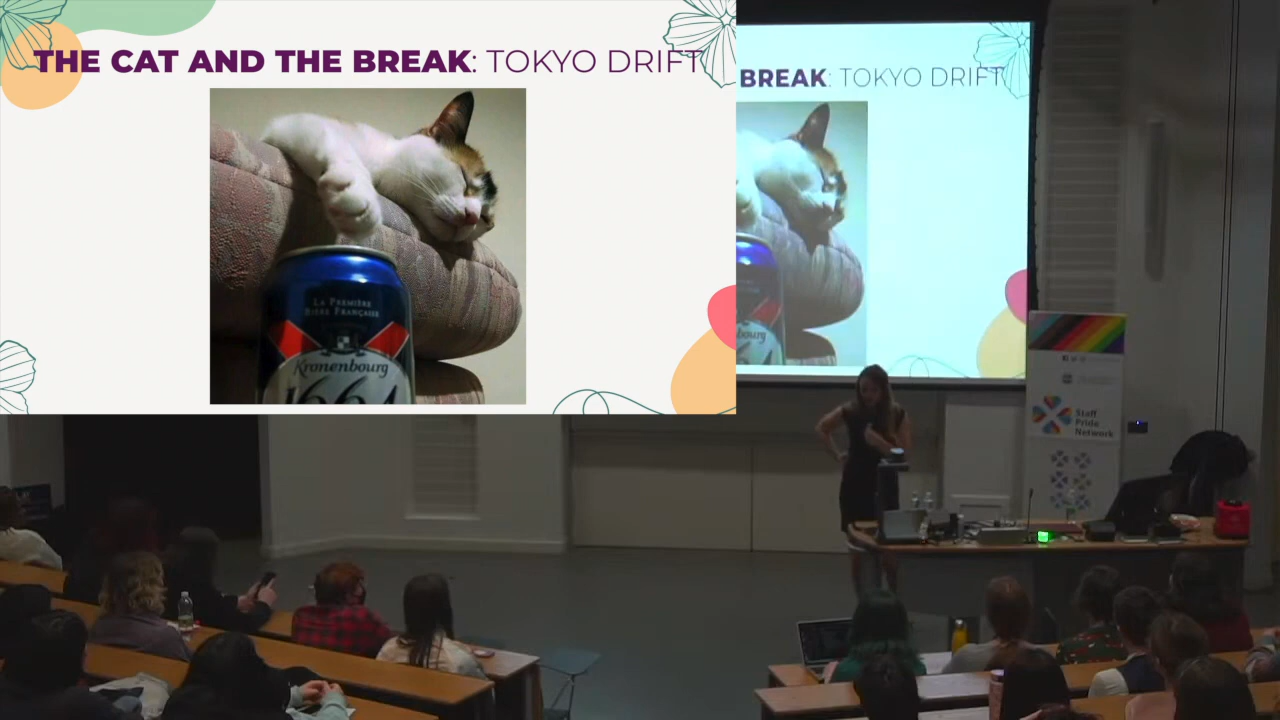 THE CAT AND THE BREAK: TOKYO DRIFT
LA PREMIÈRE
BIÈRE FRANÇAISE
Kronenbourg
1664
BREAK: TOKYO DRIFT
Staff
Pride
Network